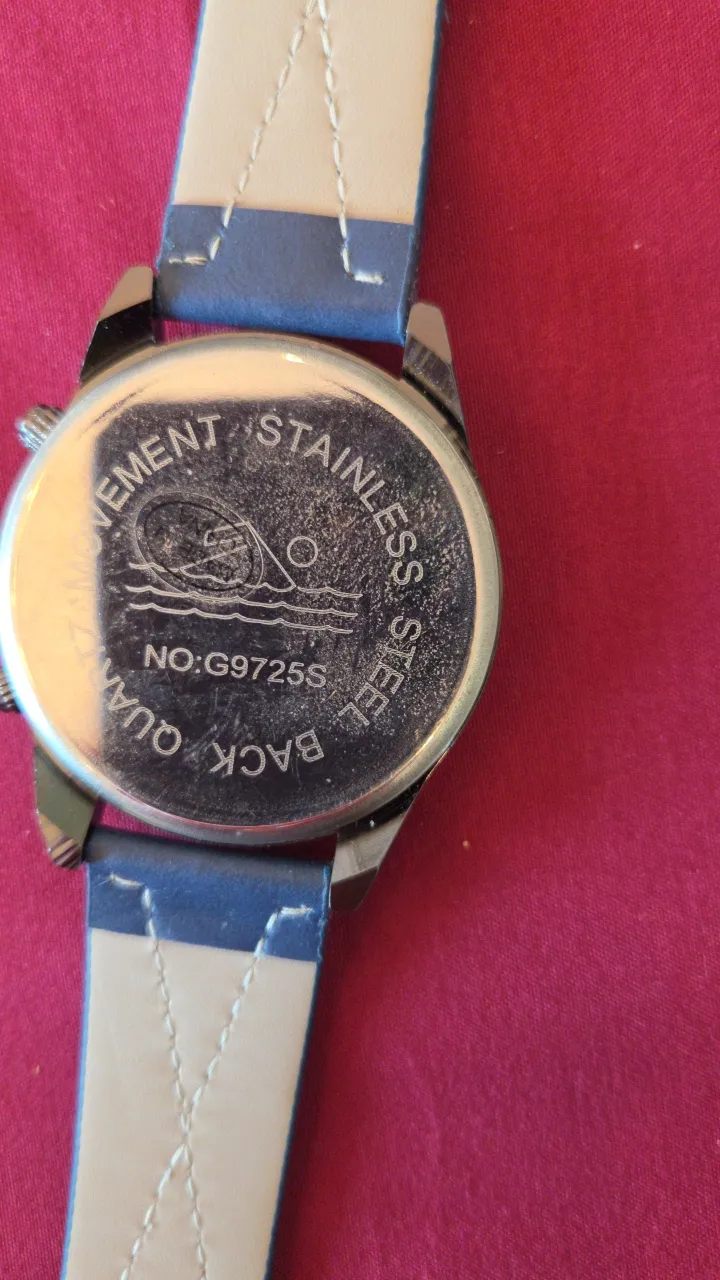 QUARTZ MOVEMENT STAINLESS STEEL BACK
NO:G9725S